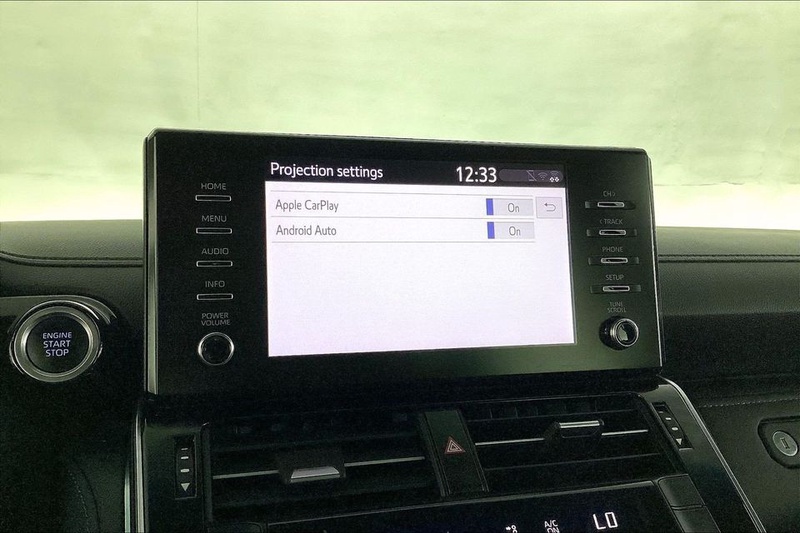 Projection settings 12:33
Apple CarPlay On
Android Auto On
HOME
MENU
AUDIO
INFO
POWER
VOLUME
CH >
< TRACK
PHONE
SETUP
TUNE
SCROLL
ENGINE
START
STOP
A/C
ON
LO